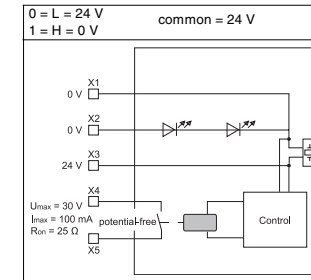 0 = L = 24 V
1 = H = 0 V
common = 24 V
X1
0 V
X2
0 V
X3
24 V
X4
Umax = 30 V
Imax = 100 mA
Ron = 25 Ω
potential-free
Control
X5